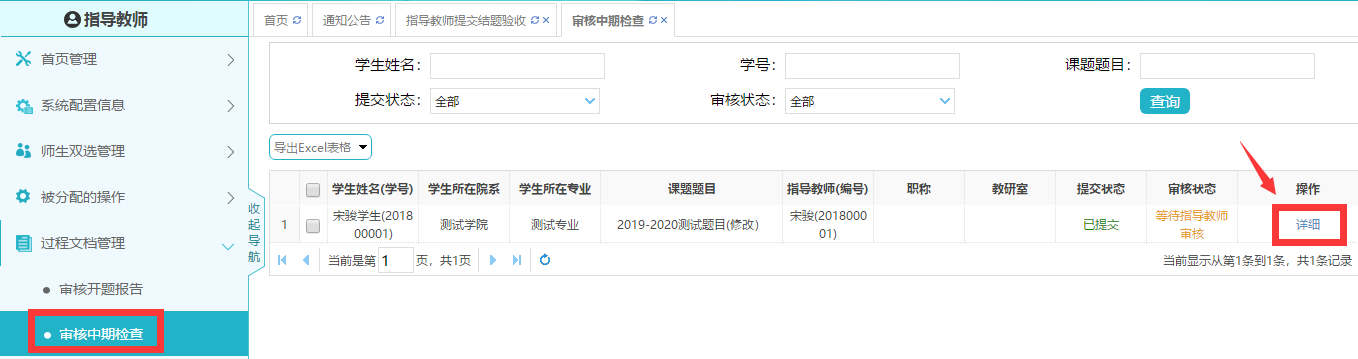 指导教师
首页 通知公告 指导教师提交结题验收 审核中期检查
首页管理
系统配置信息
师生双选管理
被分配的操作
过程文档管理
审核开题报告
审核中期检查
收起导航
学生姓名: 学号: 课题题目:
提交状态: 全部 审核状态: 全部 查询
导出Excel表格
学生姓名(学号) 学生所在院系 学生所在专业 课题题目 指导教师(编号) 职称 教研室 提交状态 审核状态 操作
1 宋骏学生(201800001) 测试学院 测试专业 2019-2020测试题目(修改) 宋骏(201800001) 已提交 等待指导教师审核 详细
当前是第 1 页，共1页 当前显示从第1条到1条，共1条记录